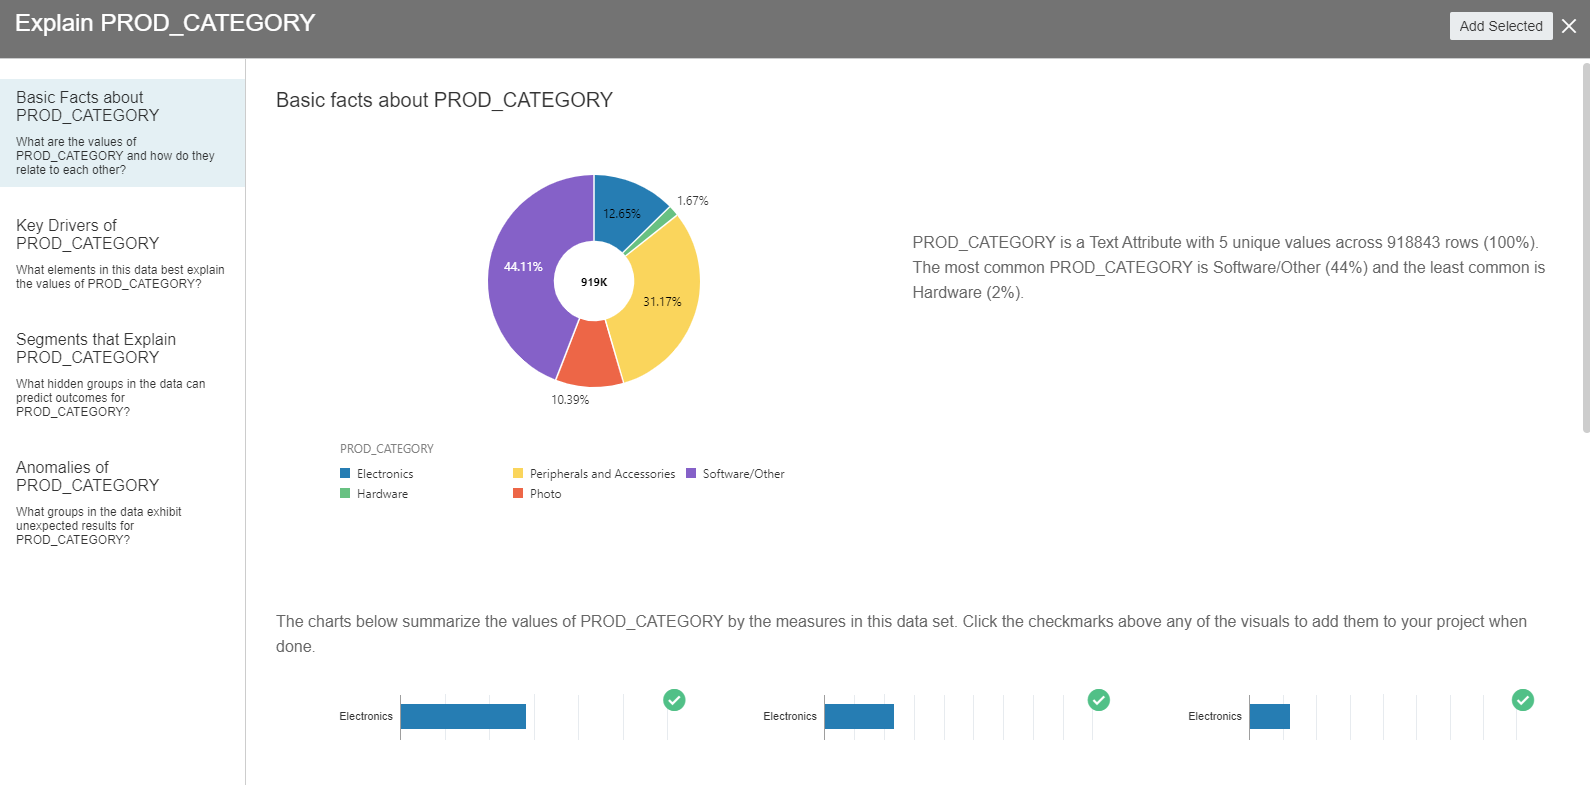 Explain PROD_CATEGORY
Add Selected
Basic Facts about
PROD_CATEGORY
What are the values of
PROD_CATEGORY and how do they
relate to each other?
Key Drivers of
PROD_CATEGORY
What elements in this data best explain
the values of PROD_CATEGORY?
Segments that Explain
PROD_CATEGORY
What hidden groups in the data can
predict outcomes for
PROD_CATEGORY?
Anomalies of
PROD_CATEGORY
What groups in the data exhibit
unexpected results for
PROD_CATEGORY?
Basic facts about PROD_CATEGORY
1.67%
12.65%
44.11%
919K
31.17%
10.39%
PROD_CATEGORY
Electronics
Peripherals and Accessories
Software/Other
Hardware
Photo
PROD_CATEGORY is a Text Attribute with 5 unique values across 918843 rows (100%).
The most common PROD_CATEGORY is Software/Other (44%) and the least common is
Hardware (2%).
The charts below summarize the values of PROD_CATEGORY by the measures in this data set. Click the checkmarks above any of the visuals to add them to your project when
done.
Electronics
Electronics
Electronics